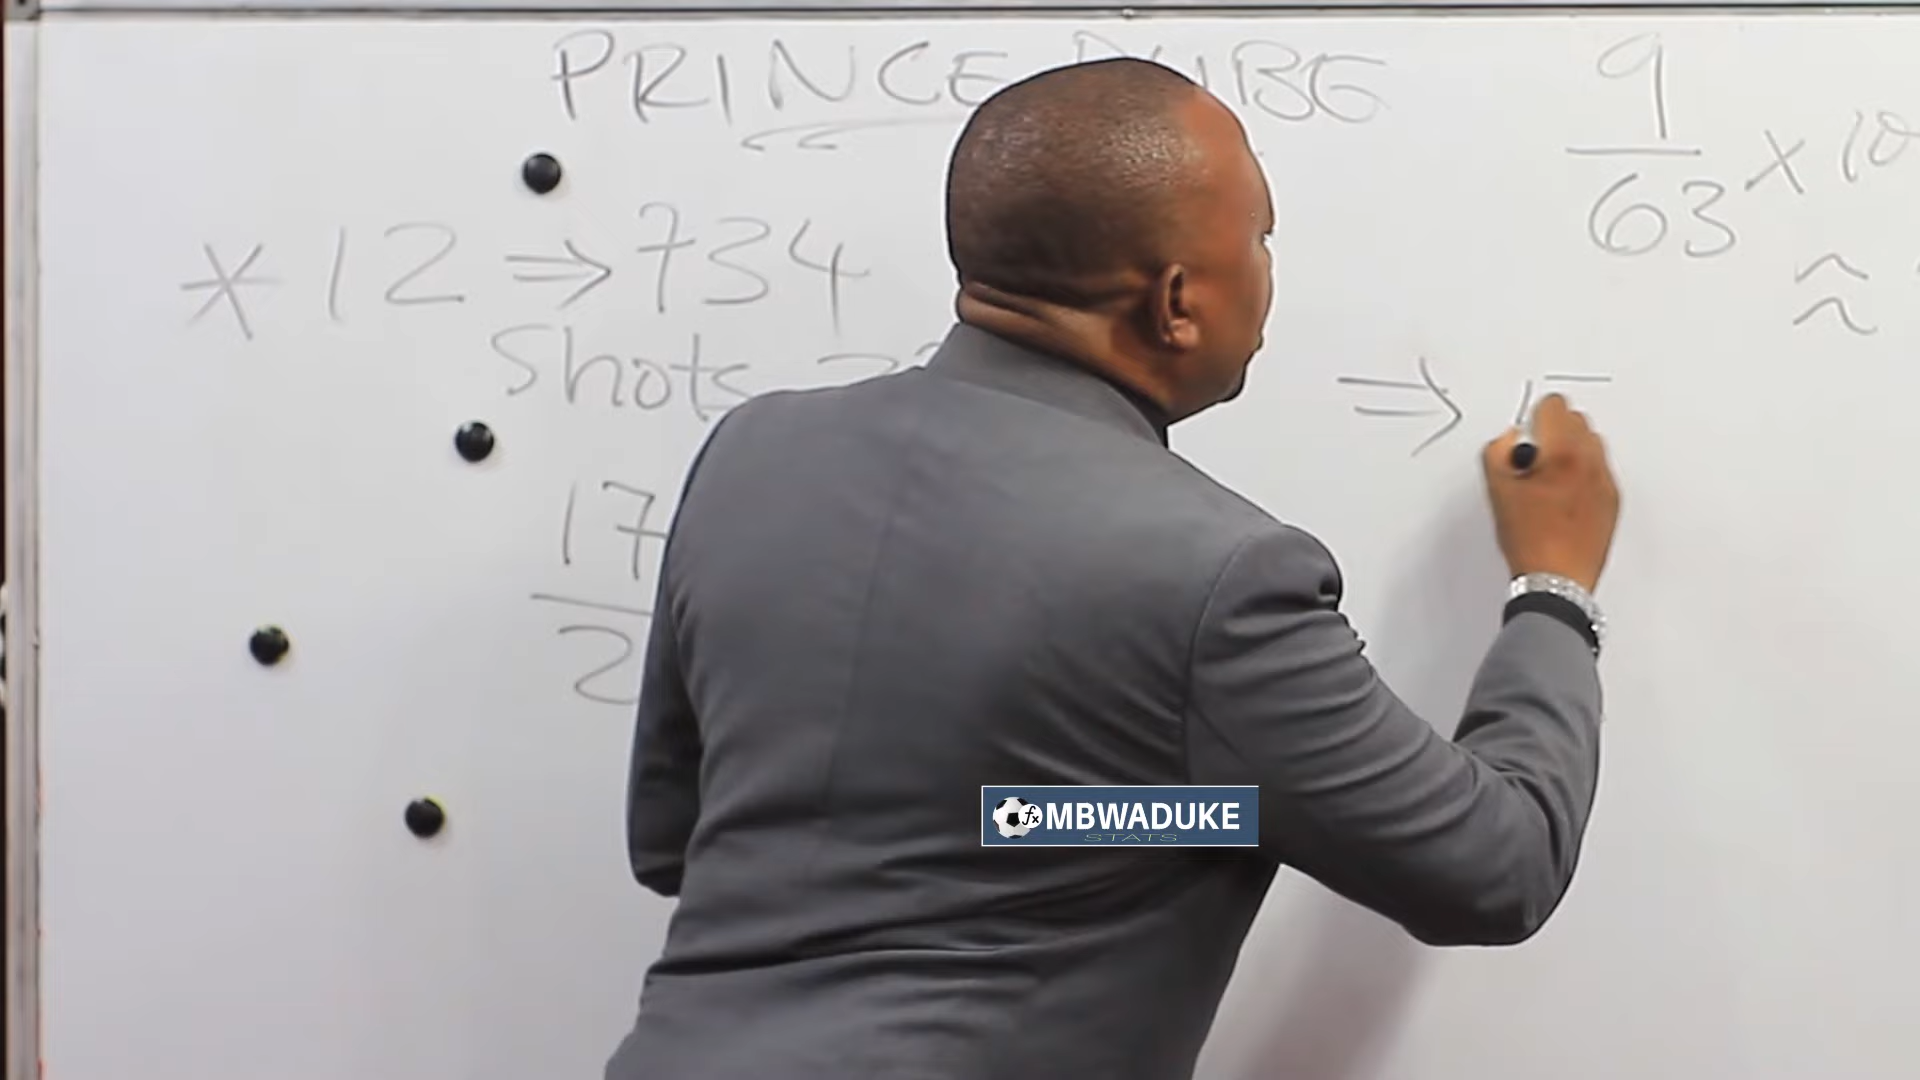 PRINCE DUBE
* 12 ⇒ 734
Shots
17
2
9
63 × 10
≈
⇒
MBWADUKE
STATS